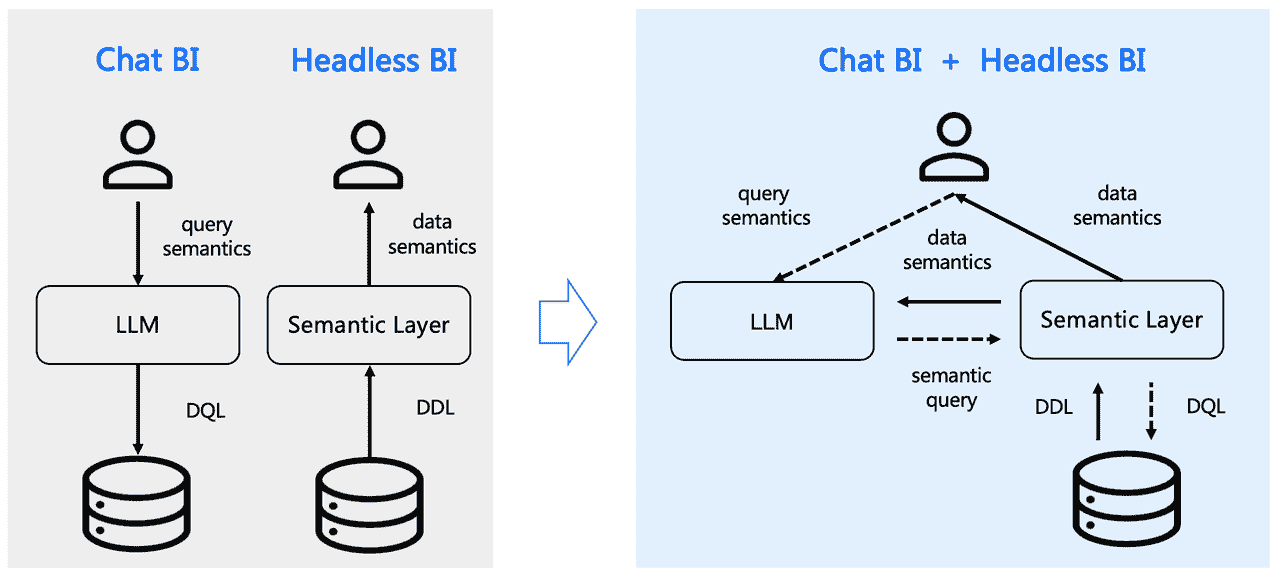 Chat BI
Headless BI
query
semantics
data
semantics
LLM
Semantic Layer
DQL
DDL
Chat BI + Headless BI
query
semantics
data
semantics
data
semantics
LLM
Semantic Layer
semantic
query
DDL
DQL